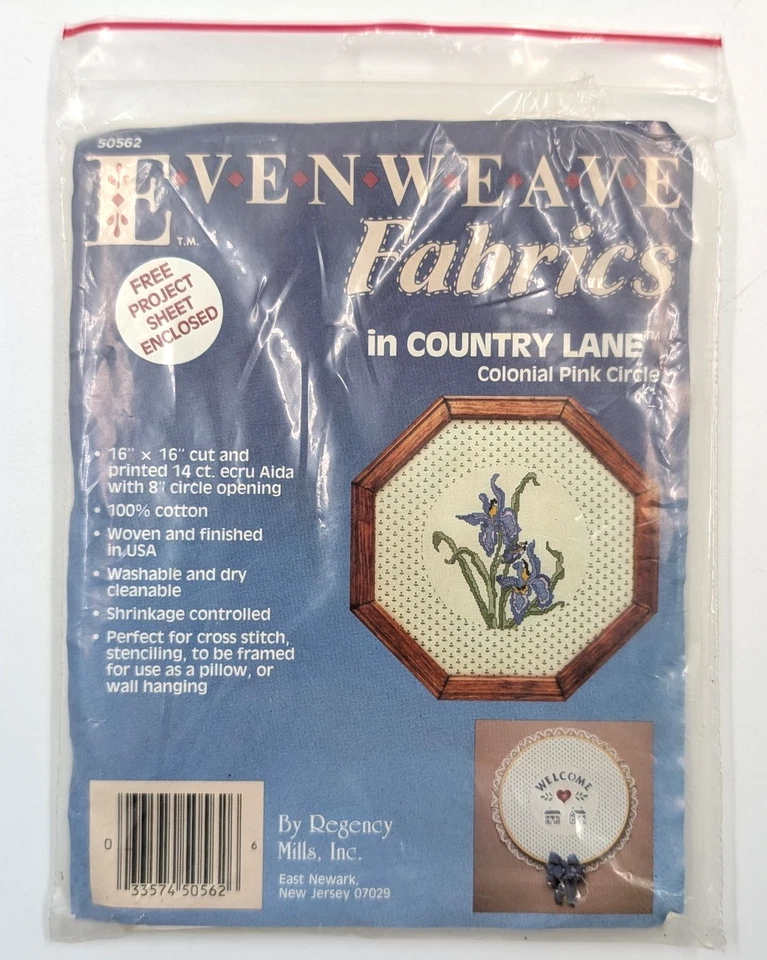 50562
EVENWEAVE
T.M.
Fabrics
FREE
PROJECT
SHEET
ENCLOSED
in COUNTRY LANE™
Colonial Pink Circle
• 16" × 16" cut and
printed 14 ct. ecru Aida
with 8" circle opening
• 100% cotton
• Woven and finished
in USA
• Washable and dry
cleanable
• Shrinkage controlled
• Perfect for cross stitch,
stenciling, to be framed
for use as a pillow, or
wall hanging
WELCOME
0 33574 50562 6
By Regency
Mills, Inc.
East Newark,
New Jersey 07029